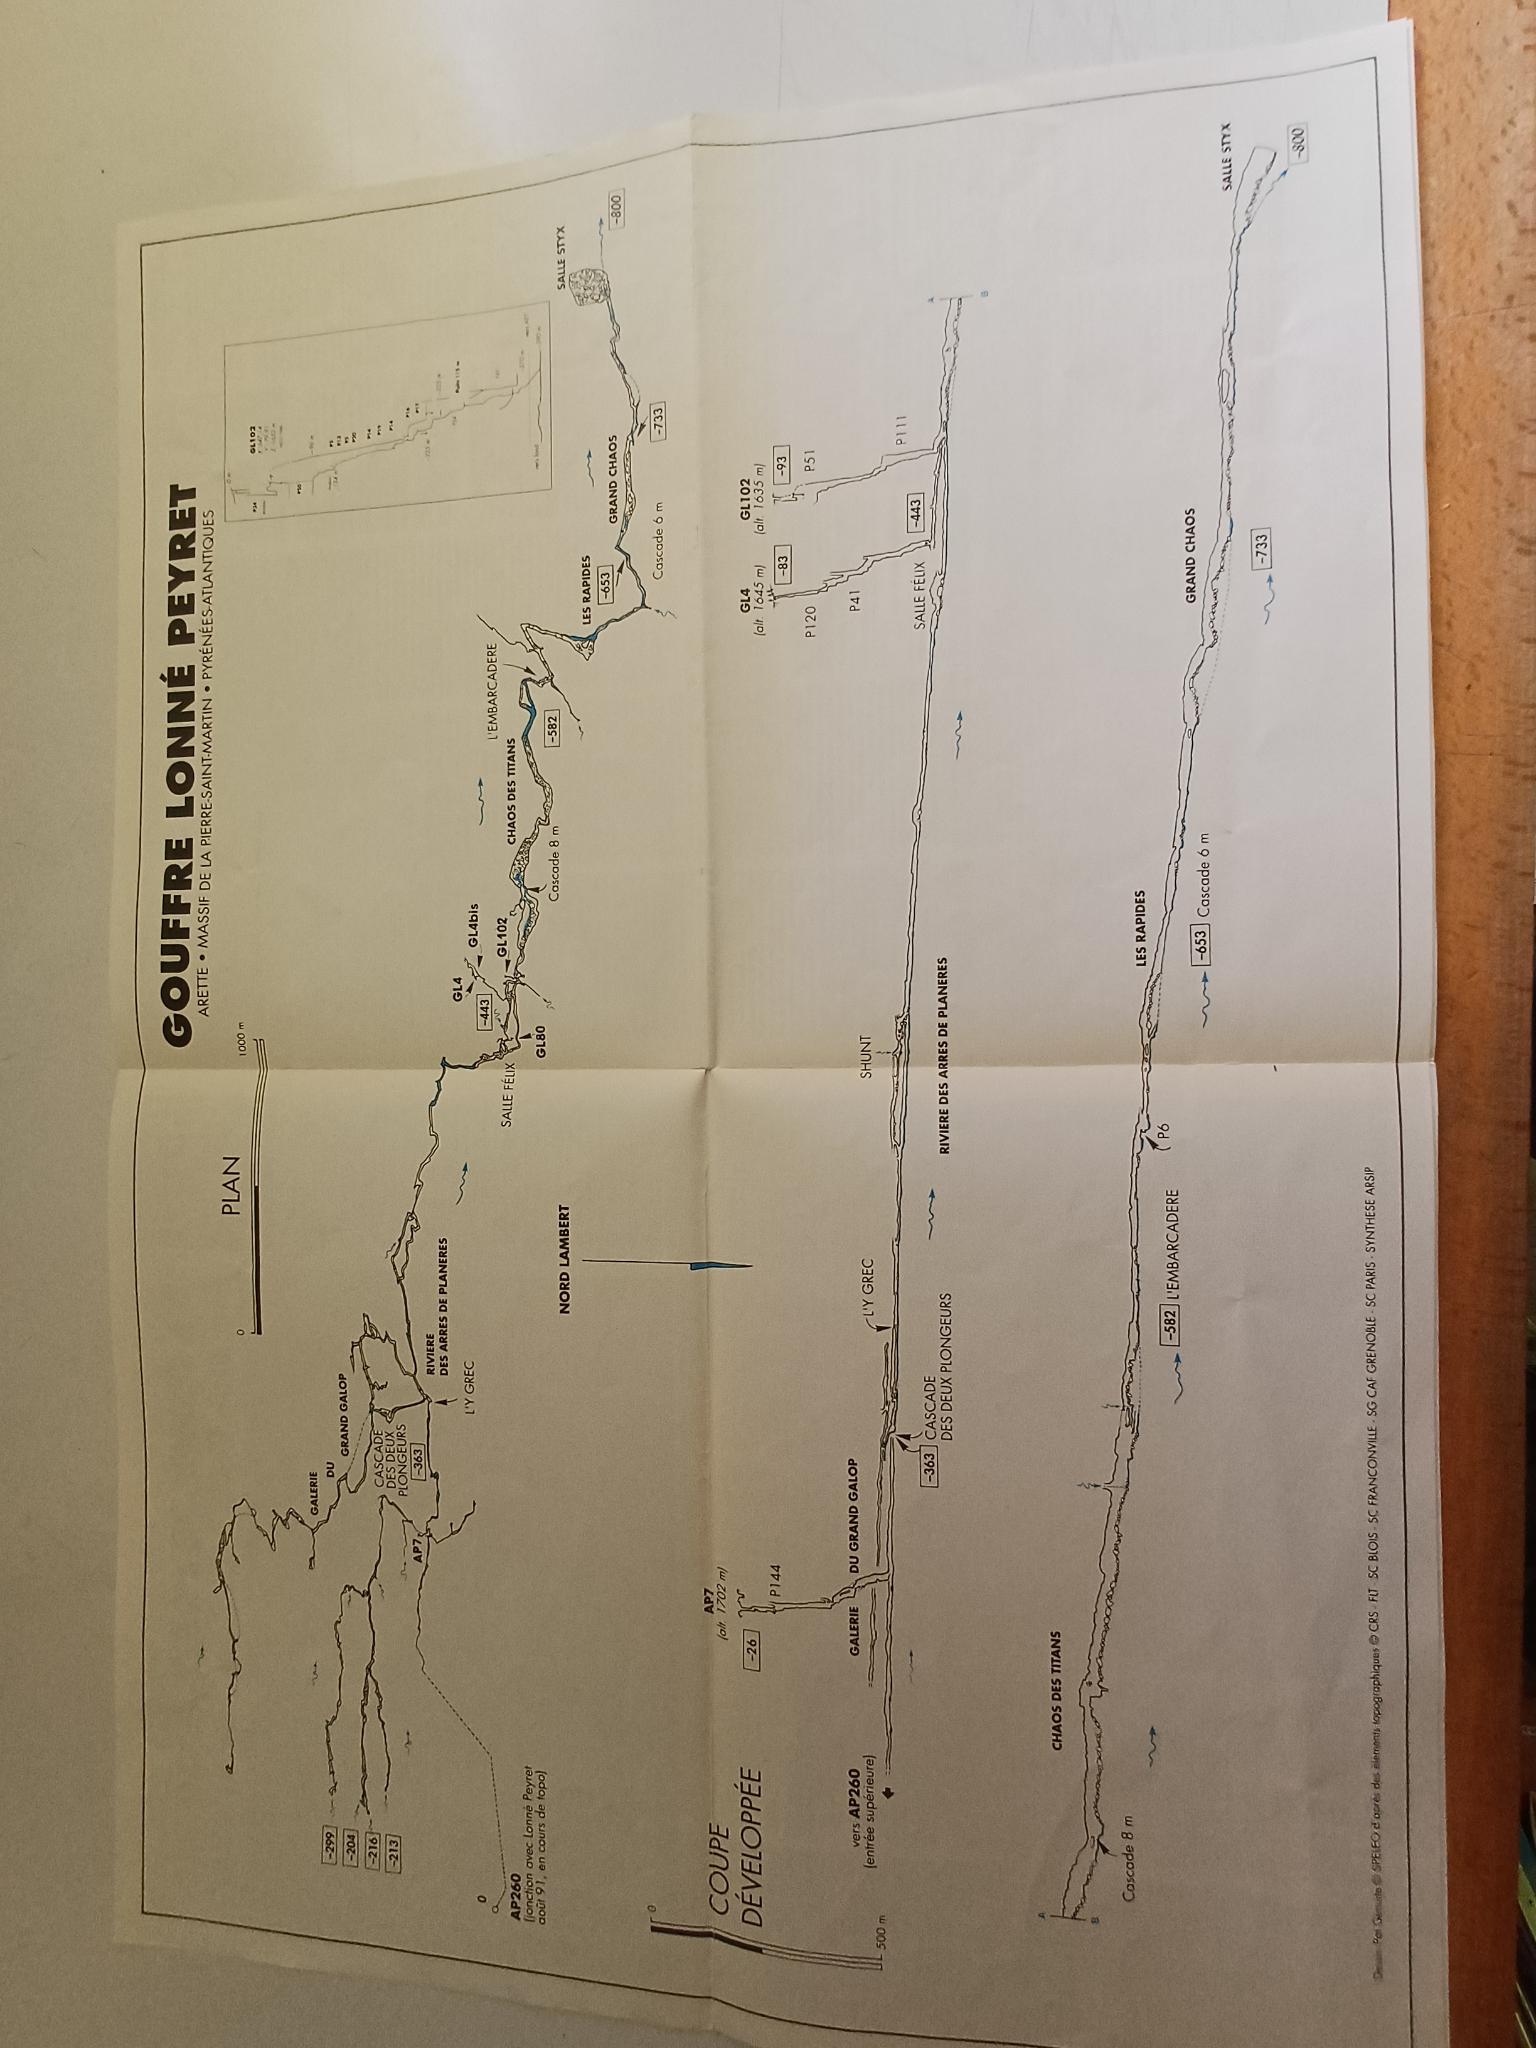 GOUFFRE LONNÉ PEYRET
ARETTE • MASSIF DE LA PIERRE-SAINT-MARTIN • PYRÉNÉES-ATLANTIQUES
PLAN
0
1000 m
GL102
P24
P50
P14
P16
Puits 115 m
-299
-204
-216
-213
0
AP260
(jonction avec Lonné Peyret
août 91, en cours de topo)
GALERIE
DU
GRAND GALOP
CASCADE
DES DEUX
PLONGEURS
-363
AP7
L'Y GREC
RIVIERE
DES ARRES DE PLANERES
SALLE FÉLIX
-443
GL4
GL4bis
GL80
GL102
Cascade 8 m
CHAOS DES TITANS
L'EMBARCADERE
-582
LES RAPIDES
-653
Cascade 6 m
GRAND CHAOS
-733
SALLE STYX
-800
NORD LAMBERT
COUPE
DÉVELOPPÉE
0
500 m
AP7
(alt. 1702 m)
-26
P144
vers AP260
(entrée supérieure)
GALERIE DU GRAND GALOP
-363
CASCADE
DES DEUX PLONGEURS
L'Y GREC
SHUNT
RIVIERE DES ARRES DE PLANERES
GL4
(alt. 1645 m)
-83
P120
P41
SALLE FÉLIX
-443
GL102
(alt. 1635 m)
-93
P51
P111
A
B
A
B
Cascade 8 m
CHAOS DES TITANS
-582 L'EMBARCADERE
P6
LES RAPIDES
-653 Cascade 6 m
GRAND CHAOS
-733
SALLE STYX
-800
SPELEO d'après des éléments topographiques © CRS - FLT - SC BLOIS - SC FRANCONVILLE - SG CAF GRENOBLE - SC PARIS - SYNTHESE ARSIP